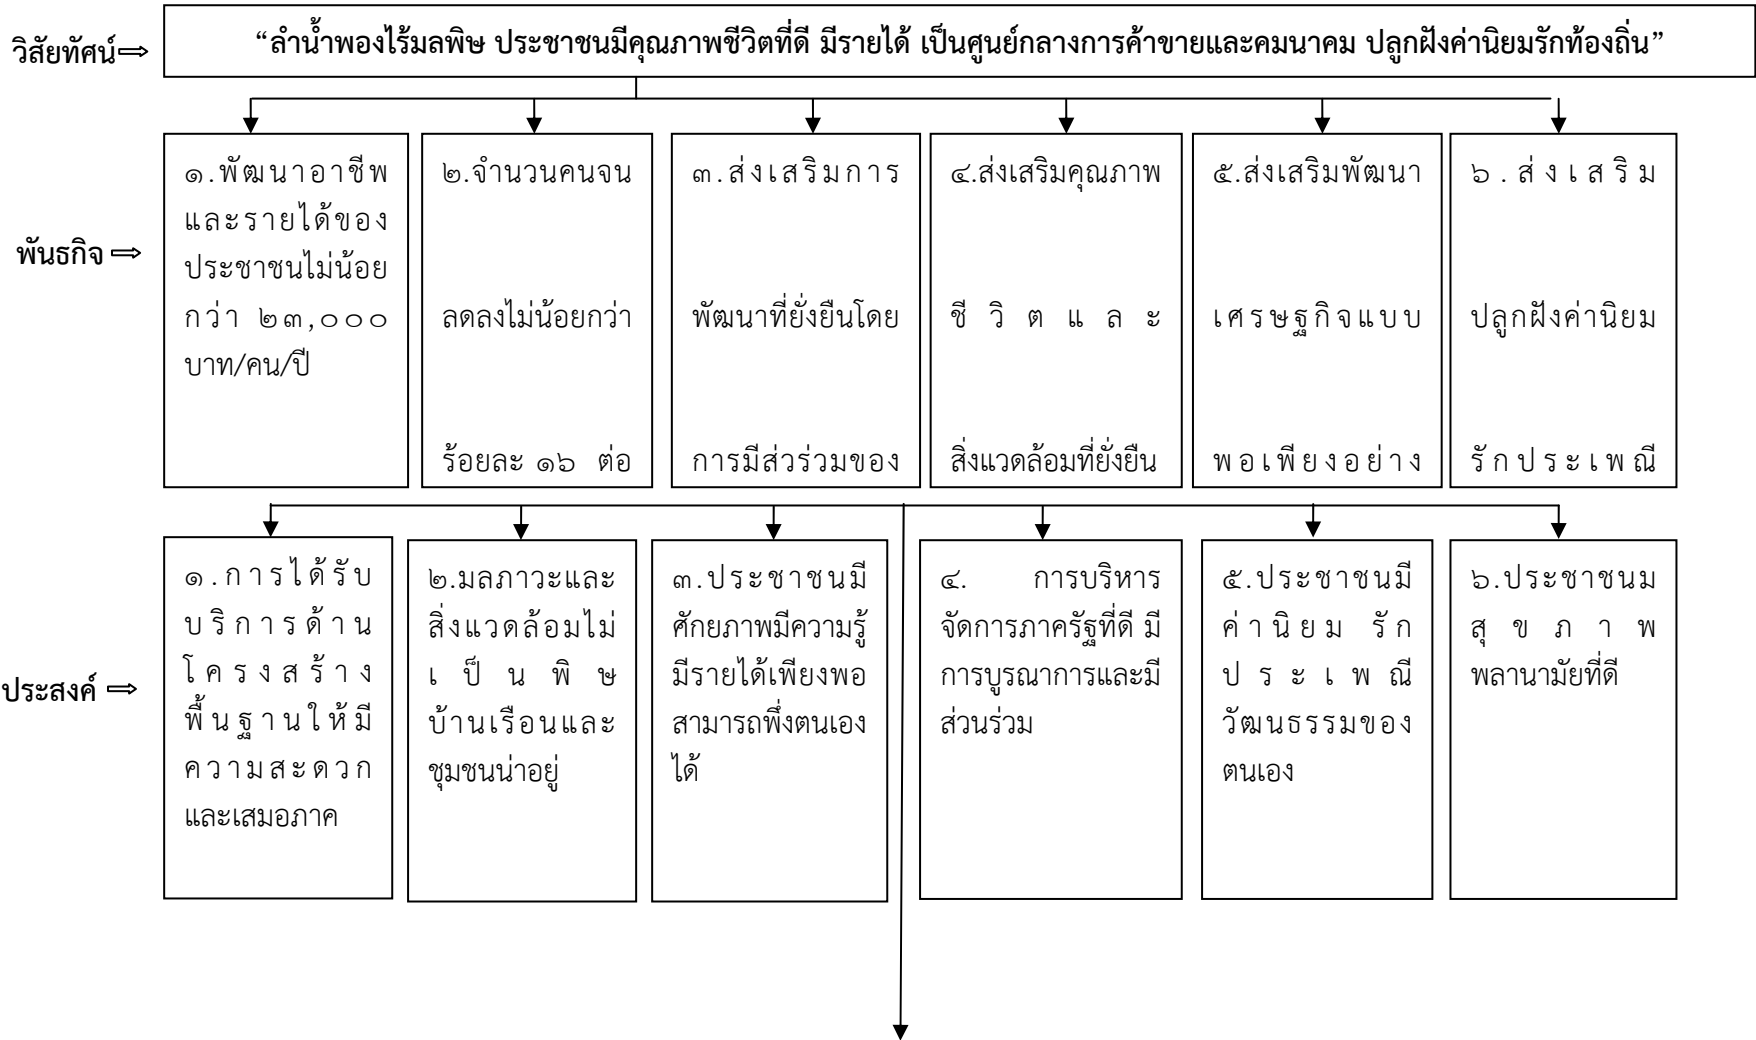 วิสัยทัศน์⇨
“ลำน้ำพองไร้มลพิษ ประชาชนมีคุณภาพชีวิตที่ดี มีรายได้ เป็นศูนย์กลางการค้าขายและคมนาคม ปลูกฝังค่านิยมรักท้องถิ่น”
พันธกิจ ⇨
๑.พัฒนาอาชีพ
และรายได้ของ
ประชาชนไม่น้อย
กว่า ๒๓,๐๐๐
บาท/คน/ปี
๒.จำนวนคนจน
ลดลงไม่น้อยกว่า
ร้อยละ ๑๖ ต่อ
๓.ส่งเสริมการ
พัฒนาที่ยั่งยืนโดย
การมีส่วร่วมของ
๔.ส่งเสริมคุณภาพ
ชีวิตและ
สิ่งแวดล้อมที่ยั่งยืน
๕.ส่งเสริมพัฒนา
เศรษฐกิจแบบ
พอเพียงอย่าง
๖.ส่งเสริม
ปลูกฝังค่านิยม
รักประเพณี
ประสงค์ ⇨
๑.การได้รับ
บริการด้าน
โครงสร้าง
พื้นฐานให้มี
ความสะดวก
และเสมอภาค
๒.มลภาวะและ
สิ่งแวดล้อมไม่
เป็นพิษ
บ้านเรือนและ
ชุมชนน่าอยู่
๓.ประชาชนมี
ศักยภาพมีความรู้
มีรายได้เพียงพอ
สามารถพึ่งตนเอง
ได้
๔. การบริหาร
จัดการภาครัฐที่ดี มี
การบูรณาการและมี
ส่วนร่วม
๕.ประชาชนมี
ค่านิยม รัก
ประเพณี
วัฒนธรรมของ
ตนเอง
๖.ประชาชนม
สุขภาพ
พลานามัยที่ดี